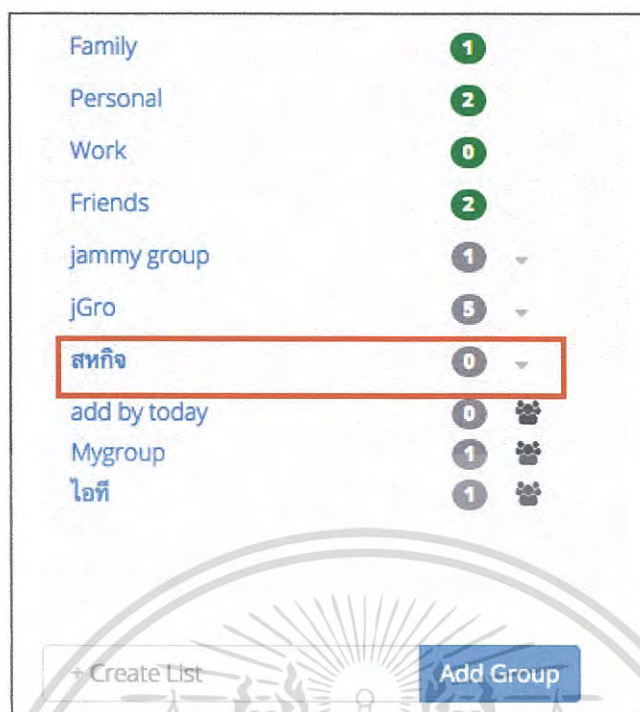 Family 1
Personal 2
Work 0
Friends 2
jammy group 1
jGro 5
สหกิจ 0
add by today 0
Mygroup 1
ไอที 1
+ Create List Add Group